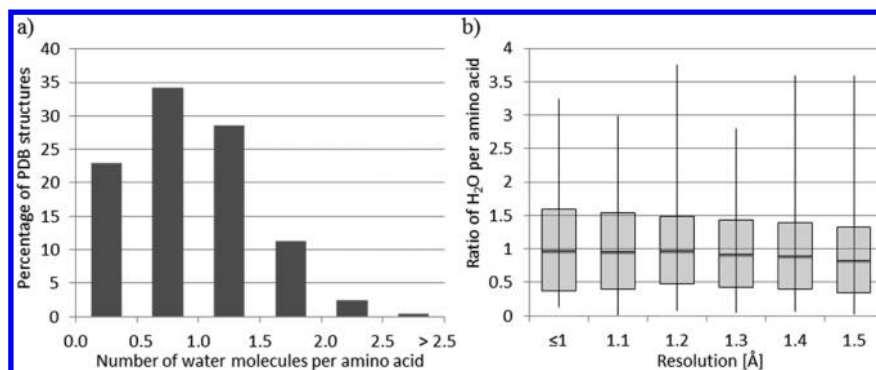 a)
Percentage of PDB structures
40
35
30
25
20
15
10
5
0
0.0 0.5 1.0 1.5 2.0 2.5 > 2.5
Number of water molecules per amino acid
b)
Ratio of H₂O per amino acid
4
3.5
3
2.5
2
1.5
1
0.5
0
≤1 1.1 1.2 1.3 1.4 1.5
Resolution [Å]